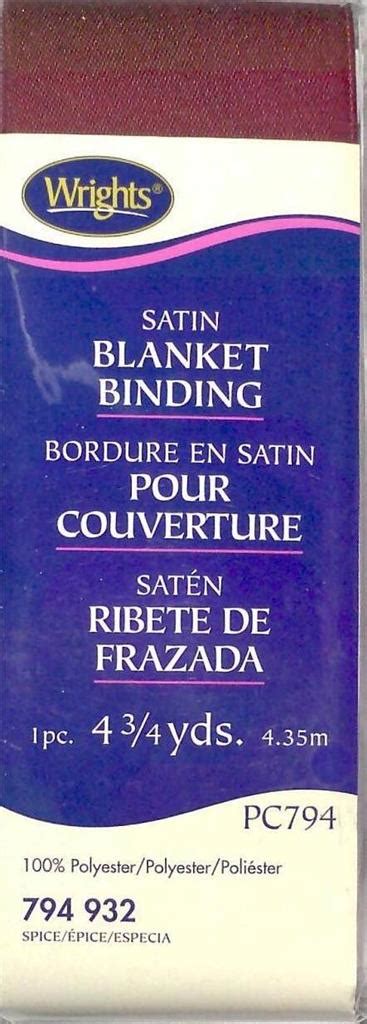 Wrights®
SATIN
BLANKET
BINDING
BORDURE EN SATIN
POUR
COUVERTURE
SATÉN
RIBETE DE
FRAZADA
1pc. 4 3/4 yds. 4.35m
PC794
100% Polyester/Polyester/Poliéster
794 932
SPICE/ÉPICE/ESPECIA